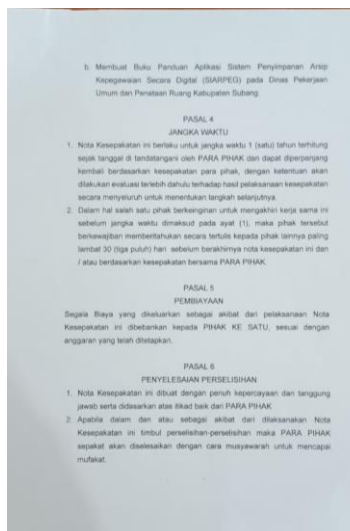 b. Membuat Buku Panduan Aplikasi Sistem Penyimpanan Arsip
Kepegawaian Secara Digital (SIARPEG) pada Dinas Pekerjaan
Umum dan Penataan Ruang Kabupaten Subang.
PASAL 4
JANGKA WAKTU
1. Nota Kesepakatan ini berlaku untuk jangka waktu 1 (satu) tahun terhitung
sejak tanggal di tandatangani oleh PARA PIHAK dan dapat diperpanjang
kembali berdasarkan kesepakatan para pihak, dengan ketentuan akan
dilakukan evaluasi terlebih dahulu terhadap hasil pelaksanaan kesepakatan
secara menyeluruh untuk menentukan langkah selanjutnya.
2. Dalam hal salah satu pihak berkeinginan untuk mengakhiri kerja sama ini
sebelum jangka waktu dimaksud pada ayat (1), maka pihak tersebut
berkewajiban memberitahukan secara tertulis kepada pihak lainnya paling
lambat 30 (tiga puluh) hari sebelum berakhirnya nota kesepakatan ini dan
/ atau berdasarkan kesepakatan bersama PARA PIHAK.
PASAL 5
PEMBIAYAAN
Segala Biaya yang dikeluarkan sebagai akibat dari pelaksanaan Nota
Kesepakatan ini dibebankan kepada PIHAK KE SATU, sesuai dengan
anggaran yang telah ditetapkan.
PASAL 6
PENYELESAIAN PERSELISIHAN
1. Nota Kesepakatan ini dibuat dengan penuh kepercayaan dan tanggung
jawab serta didasarkan atas itikad baik dari PARA PIHAK
2. Apabila dalam dan atau sebagai akibat dari dilaksanakan Nota
Kesepakatan ini timbul perselisihan-perselisihan maka PARA PIHAK
sepakat akan diselesaikan dengan cara musyawarah untuk mencapai
mufakat.